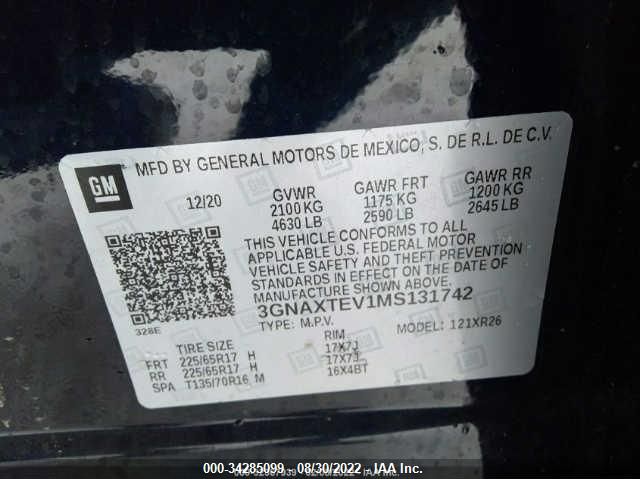 GM
MFD BY GENERAL MOTORS DE MEXICO, S. DE R.L. DE C.V.
12/20
GVWR GAWR FRT GAWR RR
2100 KG 1175 KG 1200 KG
4630 LB 2590 LB 2645 LB
THIS VEHICLE CONFORMS TO ALL
APPLICABLE U.S. FEDERAL MOTOR
VEHICLE SAFETY AND THEFT PREVENTION
STANDARDS IN EFFECT ON THE DATE OF
MANUFACTURE SHOWN ABOVE.
3GNAXTEV1MS131742
TYPE: M.P.V. MODEL: 121XR26
328E
TIRE SIZE RIM
FRT 225/65R17 H 17X7J
RR 225/65R17 H 17X7J
SPA T135/70R16 M 16X4BT
000-34285099 - 08/30/2022 - IAA Inc.